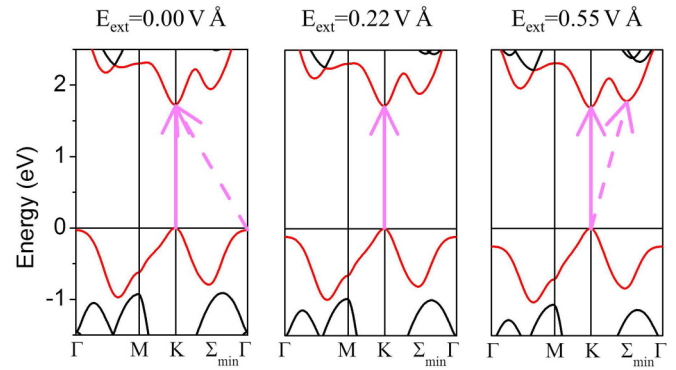 E_ext=0.00 V Å E_ext=0.22 V Å E_ext=0.55 V Å
Energy (eV)
2
1
0
-1
Γ M K Σ_min Γ Γ M K Σ_min Γ Γ M K Σ_min Γ